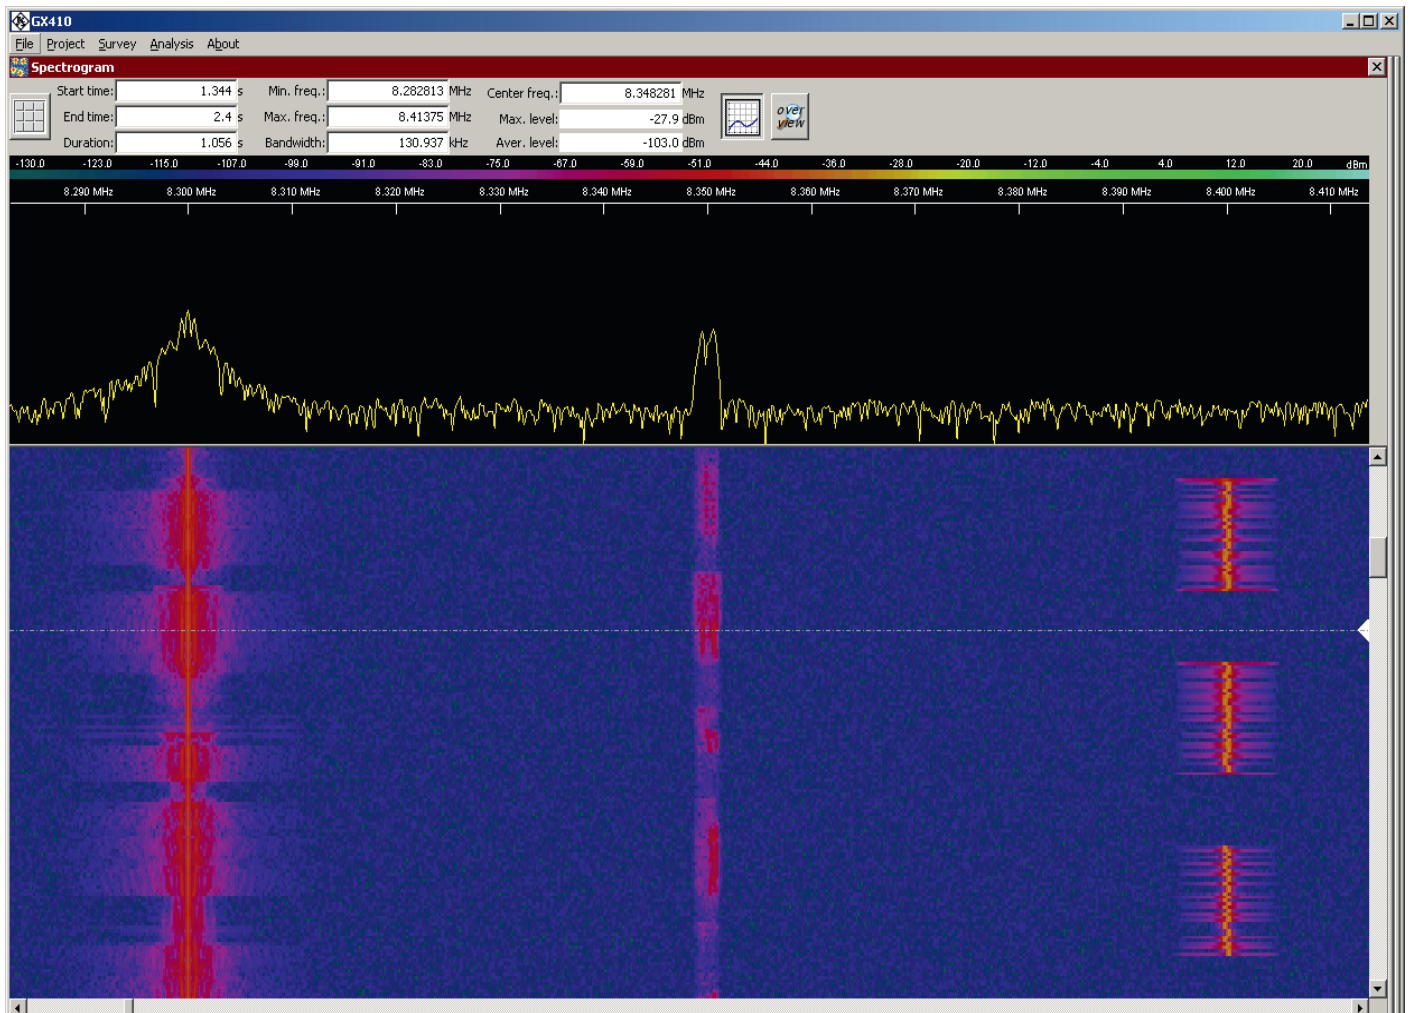 GX410
File Project Survey Analysis About
Spectrogram
Start time: 1.344 s Min. freq.: 8.282813 MHz Center freq.: 8.348281 MHz
End time: 2.4 s Max. freq.: 8.41375 MHz Max. level: -27.9 dBm
Duration: 1.056 s Bandwidth: 130.937 kHz Aver. level: -103.0 dBm
over
view
-130.0 -123.0 -115.0 -107.0 -99.0 -91.0 -83.0 -75.0 -67.0 -59.0 -51.0 -44.0 -36.0 -28.0 -20.0 -12.0 -4.0 4.0 12.0 20.0 dBm
8.290 MHz 8.300 MHz 8.310 MHz 8.320 MHz 8.330 MHz 8.340 MHz 8.350 MHz 8.360 MHz 8.370 MHz 8.380 MHz 8.390 MHz 8.400 MHz 8.410 MHz